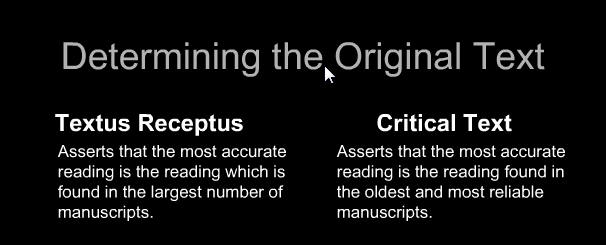 Determining the Original Text
Textus Receptus
Asserts that the most accurate
reading is the reading which is
found in the largest number of
manuscripts.
Critical Text
Asserts that the most accurate
reading is the reading found in
the oldest and most reliable
manuscripts.